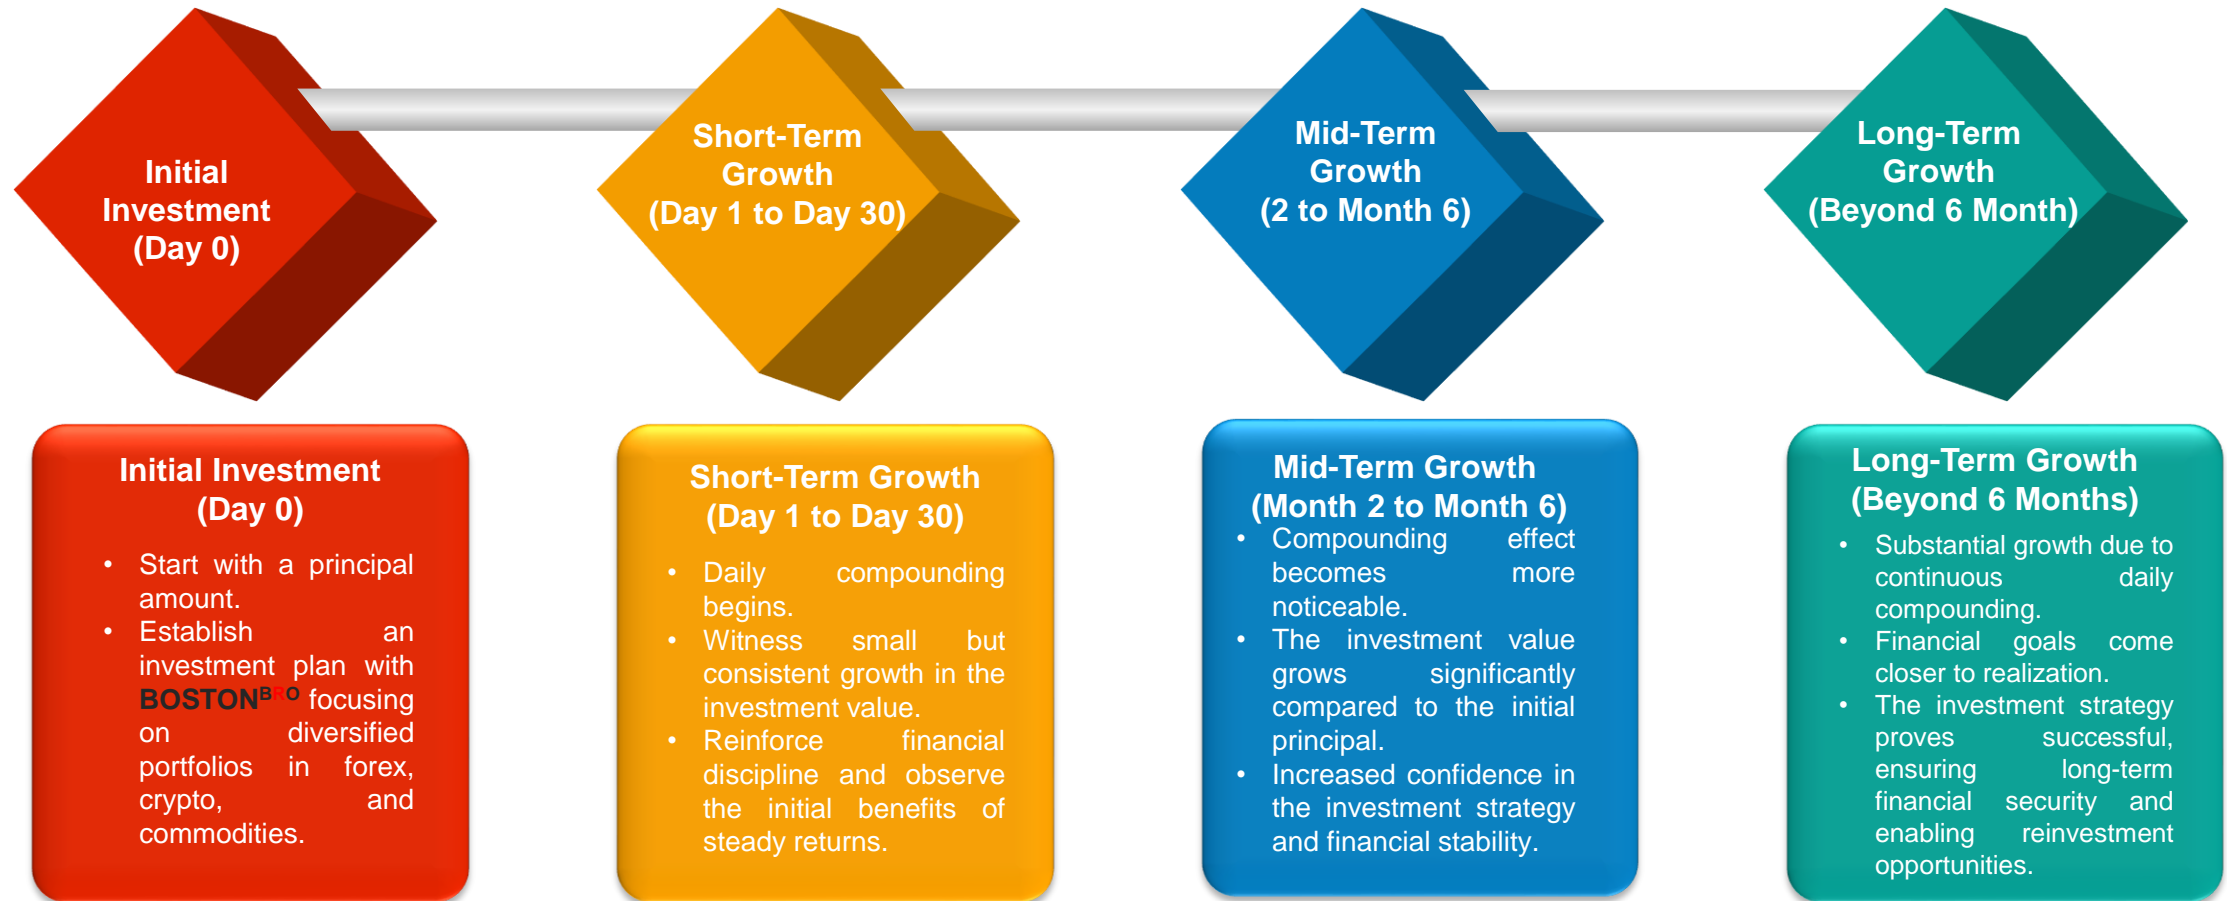 Initial
Investment
(Day 0)
Short-Term
Growth
(Day 1 to Day 30)
Mid-Term
Growth
(2 to Month 6)
Long-Term
Growth
(Beyond 6 Month)
Initial Investment
(Day 0)
• Start with a principal
amount.
• Establish an
investment plan with
BOSTONBRO focusing
on diversified
portfolios in forex,
crypto, and
commodities.
Short-Term Growth
(Day 1 to Day 30)
• Daily compounding
begins.
• Witness small but
consistent growth in the
investment value.
• Reinforce financial
discipline and observe
the initial benefits of
steady returns.
Mid-Term Growth
(Month 2 to Month 6)
• Compounding effect
becomes more
noticeable.
• The investment value
grows significantly
compared to the initial
principal.
• Increased confidence in
the investment strategy
and financial stability.
Long-Term Growth
(Beyond 6 Months)
• Substantial growth due to
continuous daily
compounding.
• Financial goals come
closer to realization.
• The investment strategy
proves successful,
ensuring long-term
financial security and
enabling reinvestment
opportunities.